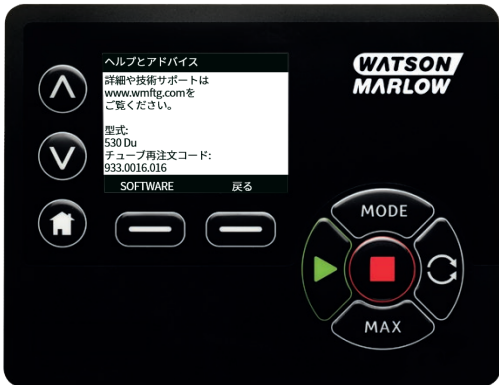 ヘルプとアドバイス
詳細や技術サポートは
www.wmftg.comを
ご覧ください。
型式:
530 Du
チューブ再注文コード:
933.0016.016
SOFTWARE 戻る
WATSON
MARLOW
MODE
MAX